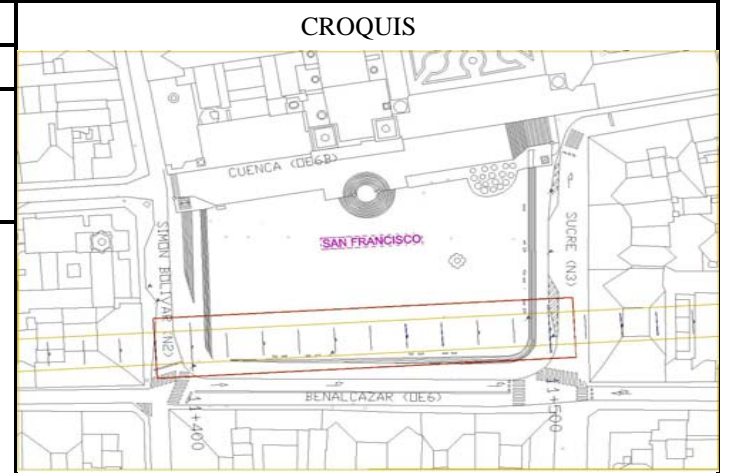 CROQUIS
CUENCA (OE6B)
SAN FRANCISCO
SIMON BOLIVAR (N2)
SUCRE (N3)
BENALCAZAR (OE6)
11+400
11+500